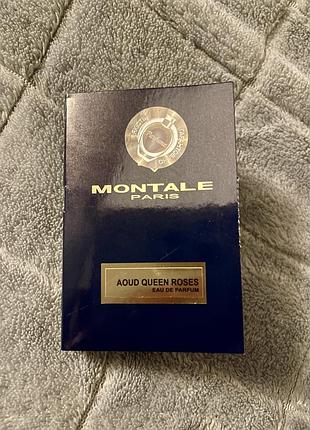 MONTALE
PARIS
AOUD QUEEN ROSES
EAU DE PARFUM